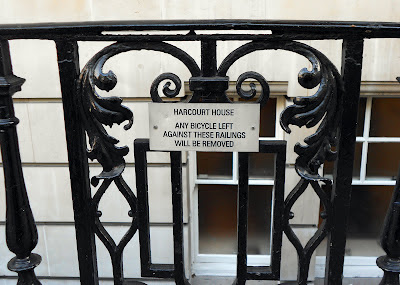 HARCOURT HOUSE
ANY BICYCLE LEFT
AGAINST THESE RAILINGS
WILL BE REMOVED